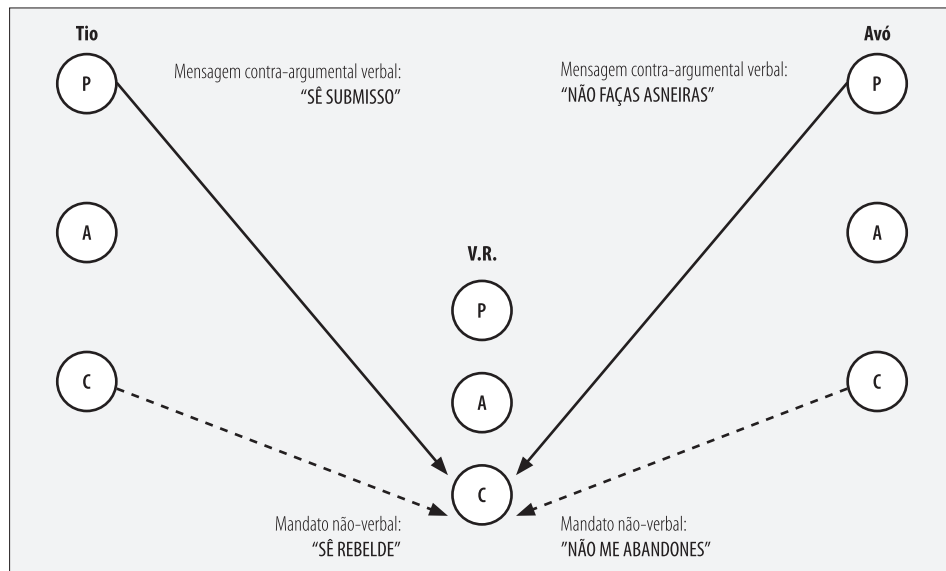 Tio
Avó
P
Mensagem contra-argumental verbal:
“SÊ SUBMISSO”
Mensagem contra-argumental verbal:
“NÃO FAÇAS ASNEIRAS”
P
A
A
V.R.
P
C
A
C
C
Mandato não-verbal:
“SÊ REBELDE”
Mandato não-verbal:
”NÃO ME ABANDONES”